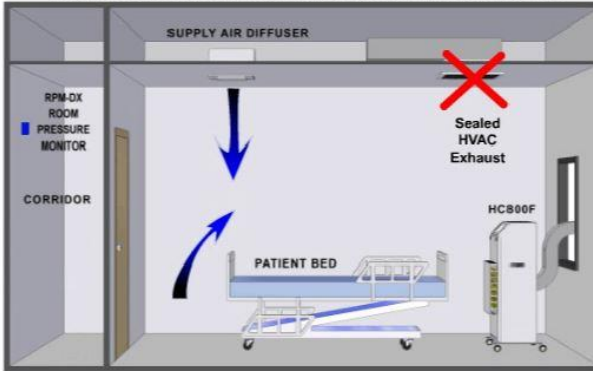 SUPPLY AIR DIFFUSER
RPM-DX
ROOM
PRESSURE
MONITOR
Sealed
HVAC
Exhaust
CORRIDOR
HC800F
PATIENT BED